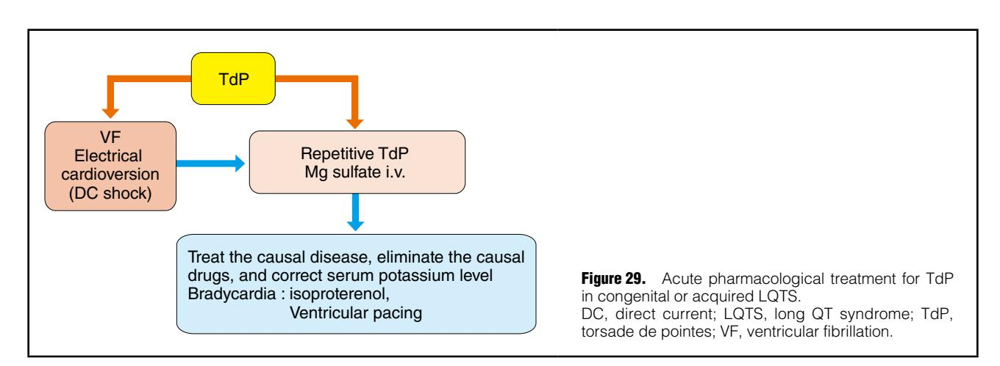 TdP
VF
Electrical
cardioversion
(DC shock)
Repetitive TdP
Mg sulfate i.v.
Treat the causal disease, eliminate the causal
drugs, and correct serum potassium level
Bradycardia : isoproterenol,
Ventricular pacing
Figure 29. Acute pharmacological treatment for TdP
in congenital or acquired LQTS.
DC, direct current; LQTS, long QT syndrome; TdP,
torsade de pointes; VF, ventricular fibrillation.